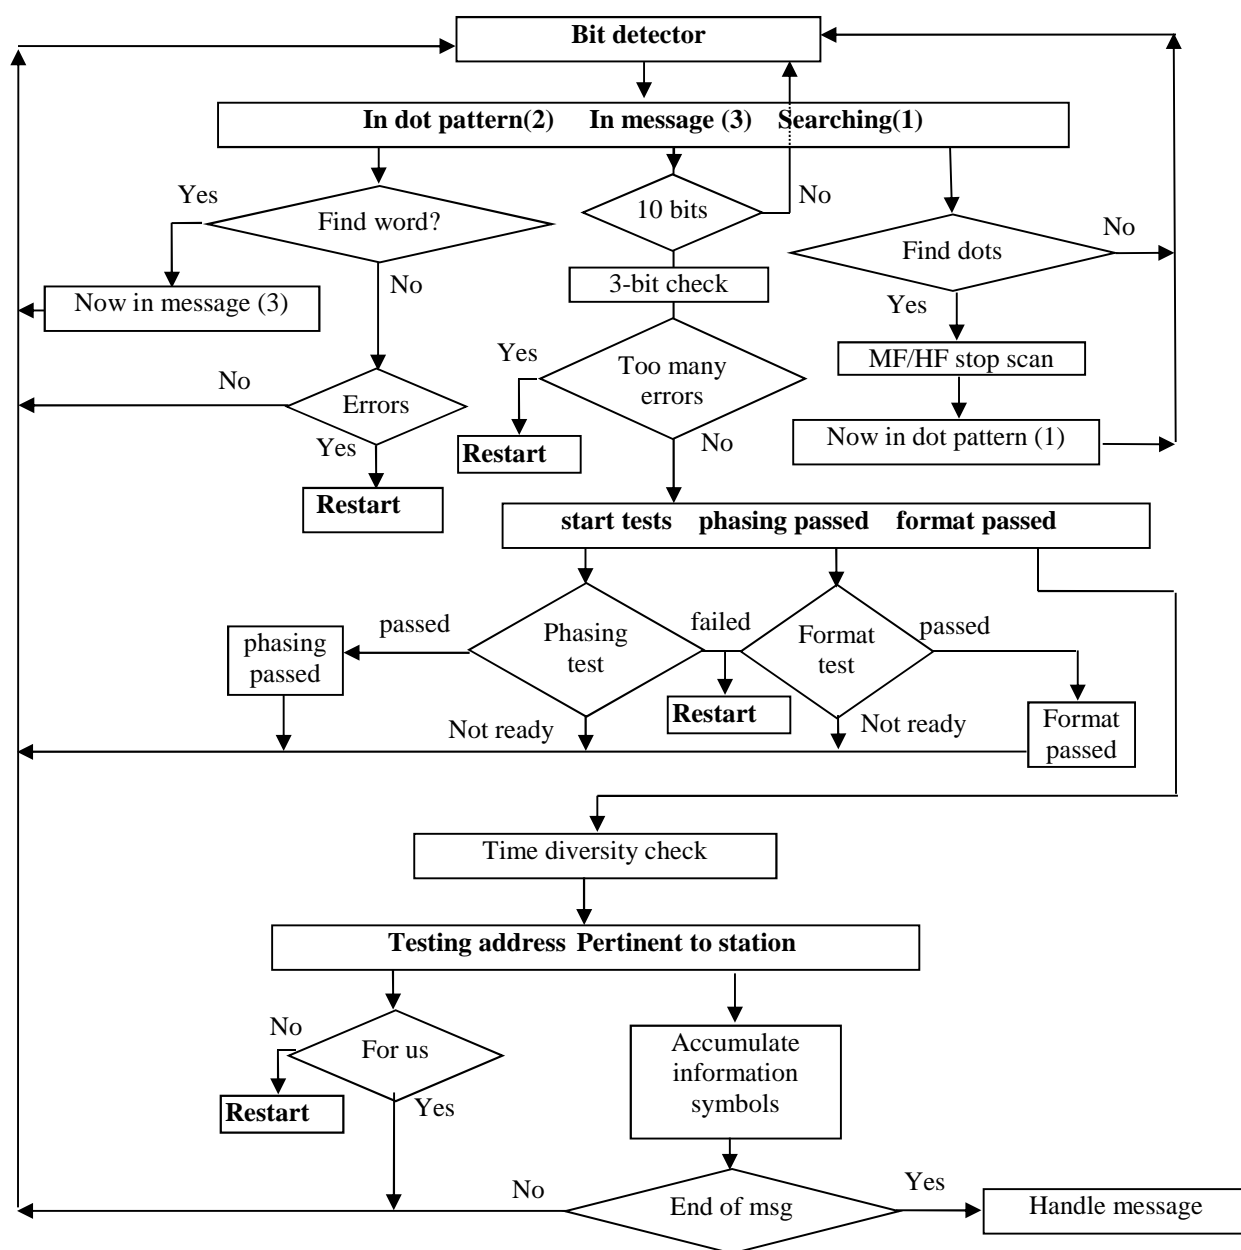 Bit detector
In dot pattern(2) In message (3) Searching(1)
Yes
No
Find word?
10 bits
Find dots
No
No
3-bit check
Now in message (3)
Yes
Yes
MF/HF stop scan
No
Too many
errors
Errors
Now in dot pattern (1)
Yes
Restart
No
Restart
start tests phasing passed format passed
passed
failed
passed
phasing
passed
Phasing
test
Format
test
Restart
Not ready
Not ready
Format
passed
Time diversity check
Testing address Pertinent to station
No
For us
Accumulate
information
symbols
Restart
Yes
No
End of msg
Yes
Handle message